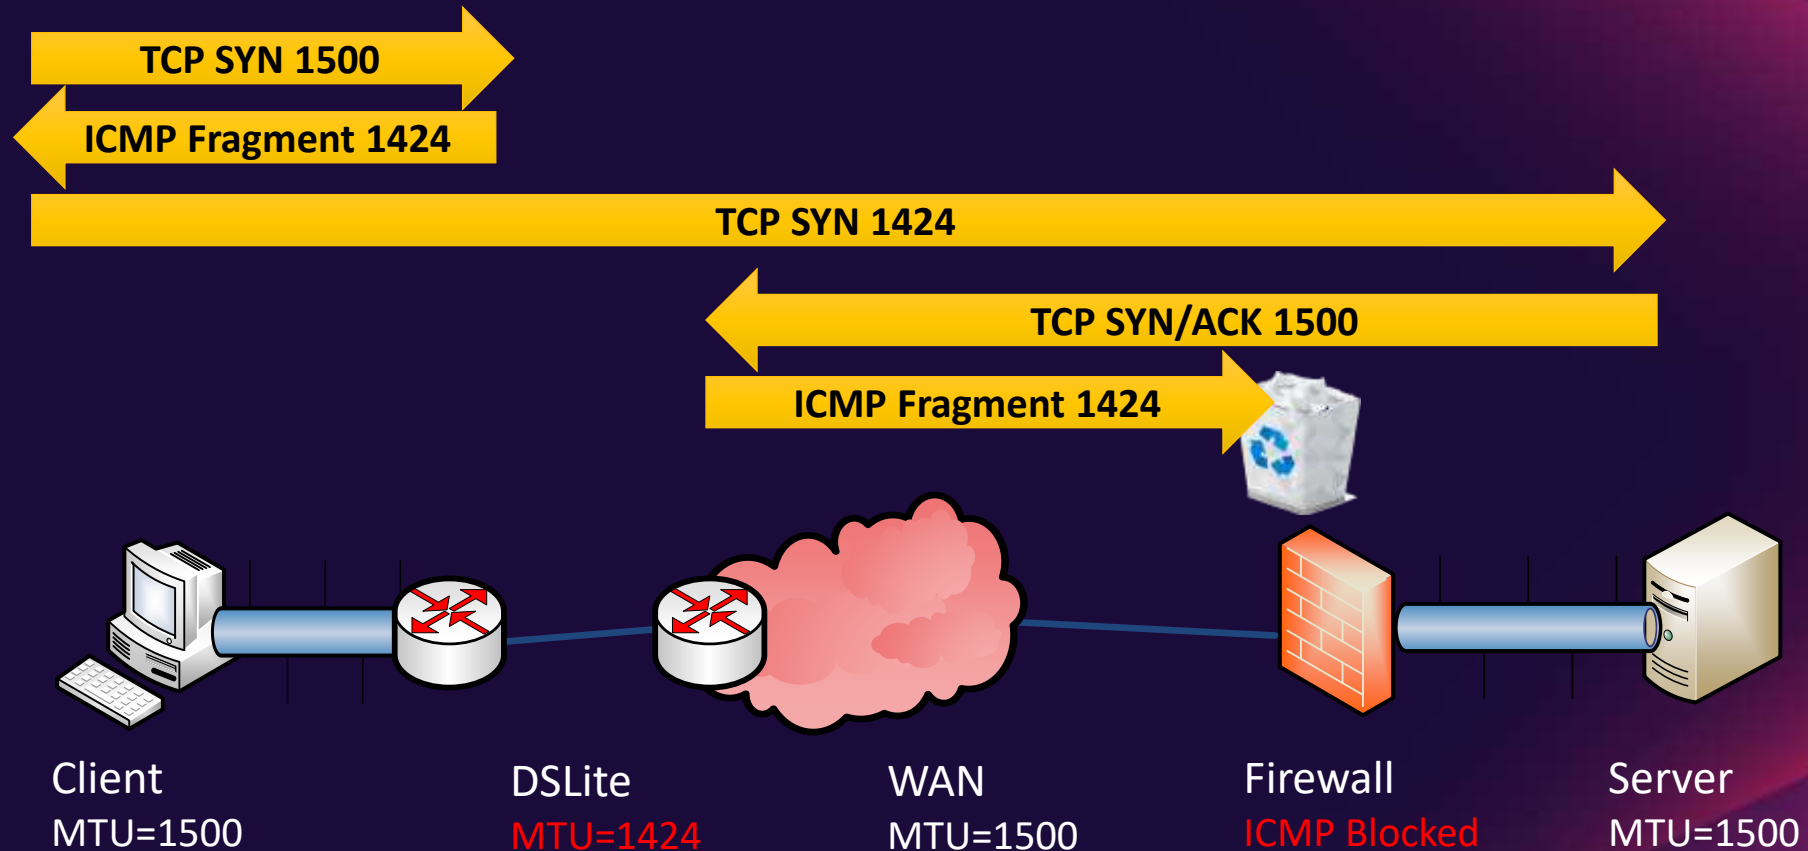 TCP SYN 1500
ICMP Fragment 1424
TCP SYN 1424
TCP SYN/ACK 1500
ICMP Fragment 1424
Client
MTU=1500
DSLite
MTU=1424
WAN
MTU=1500
Firewall
ICMP Blocked
Server
MTU=1500